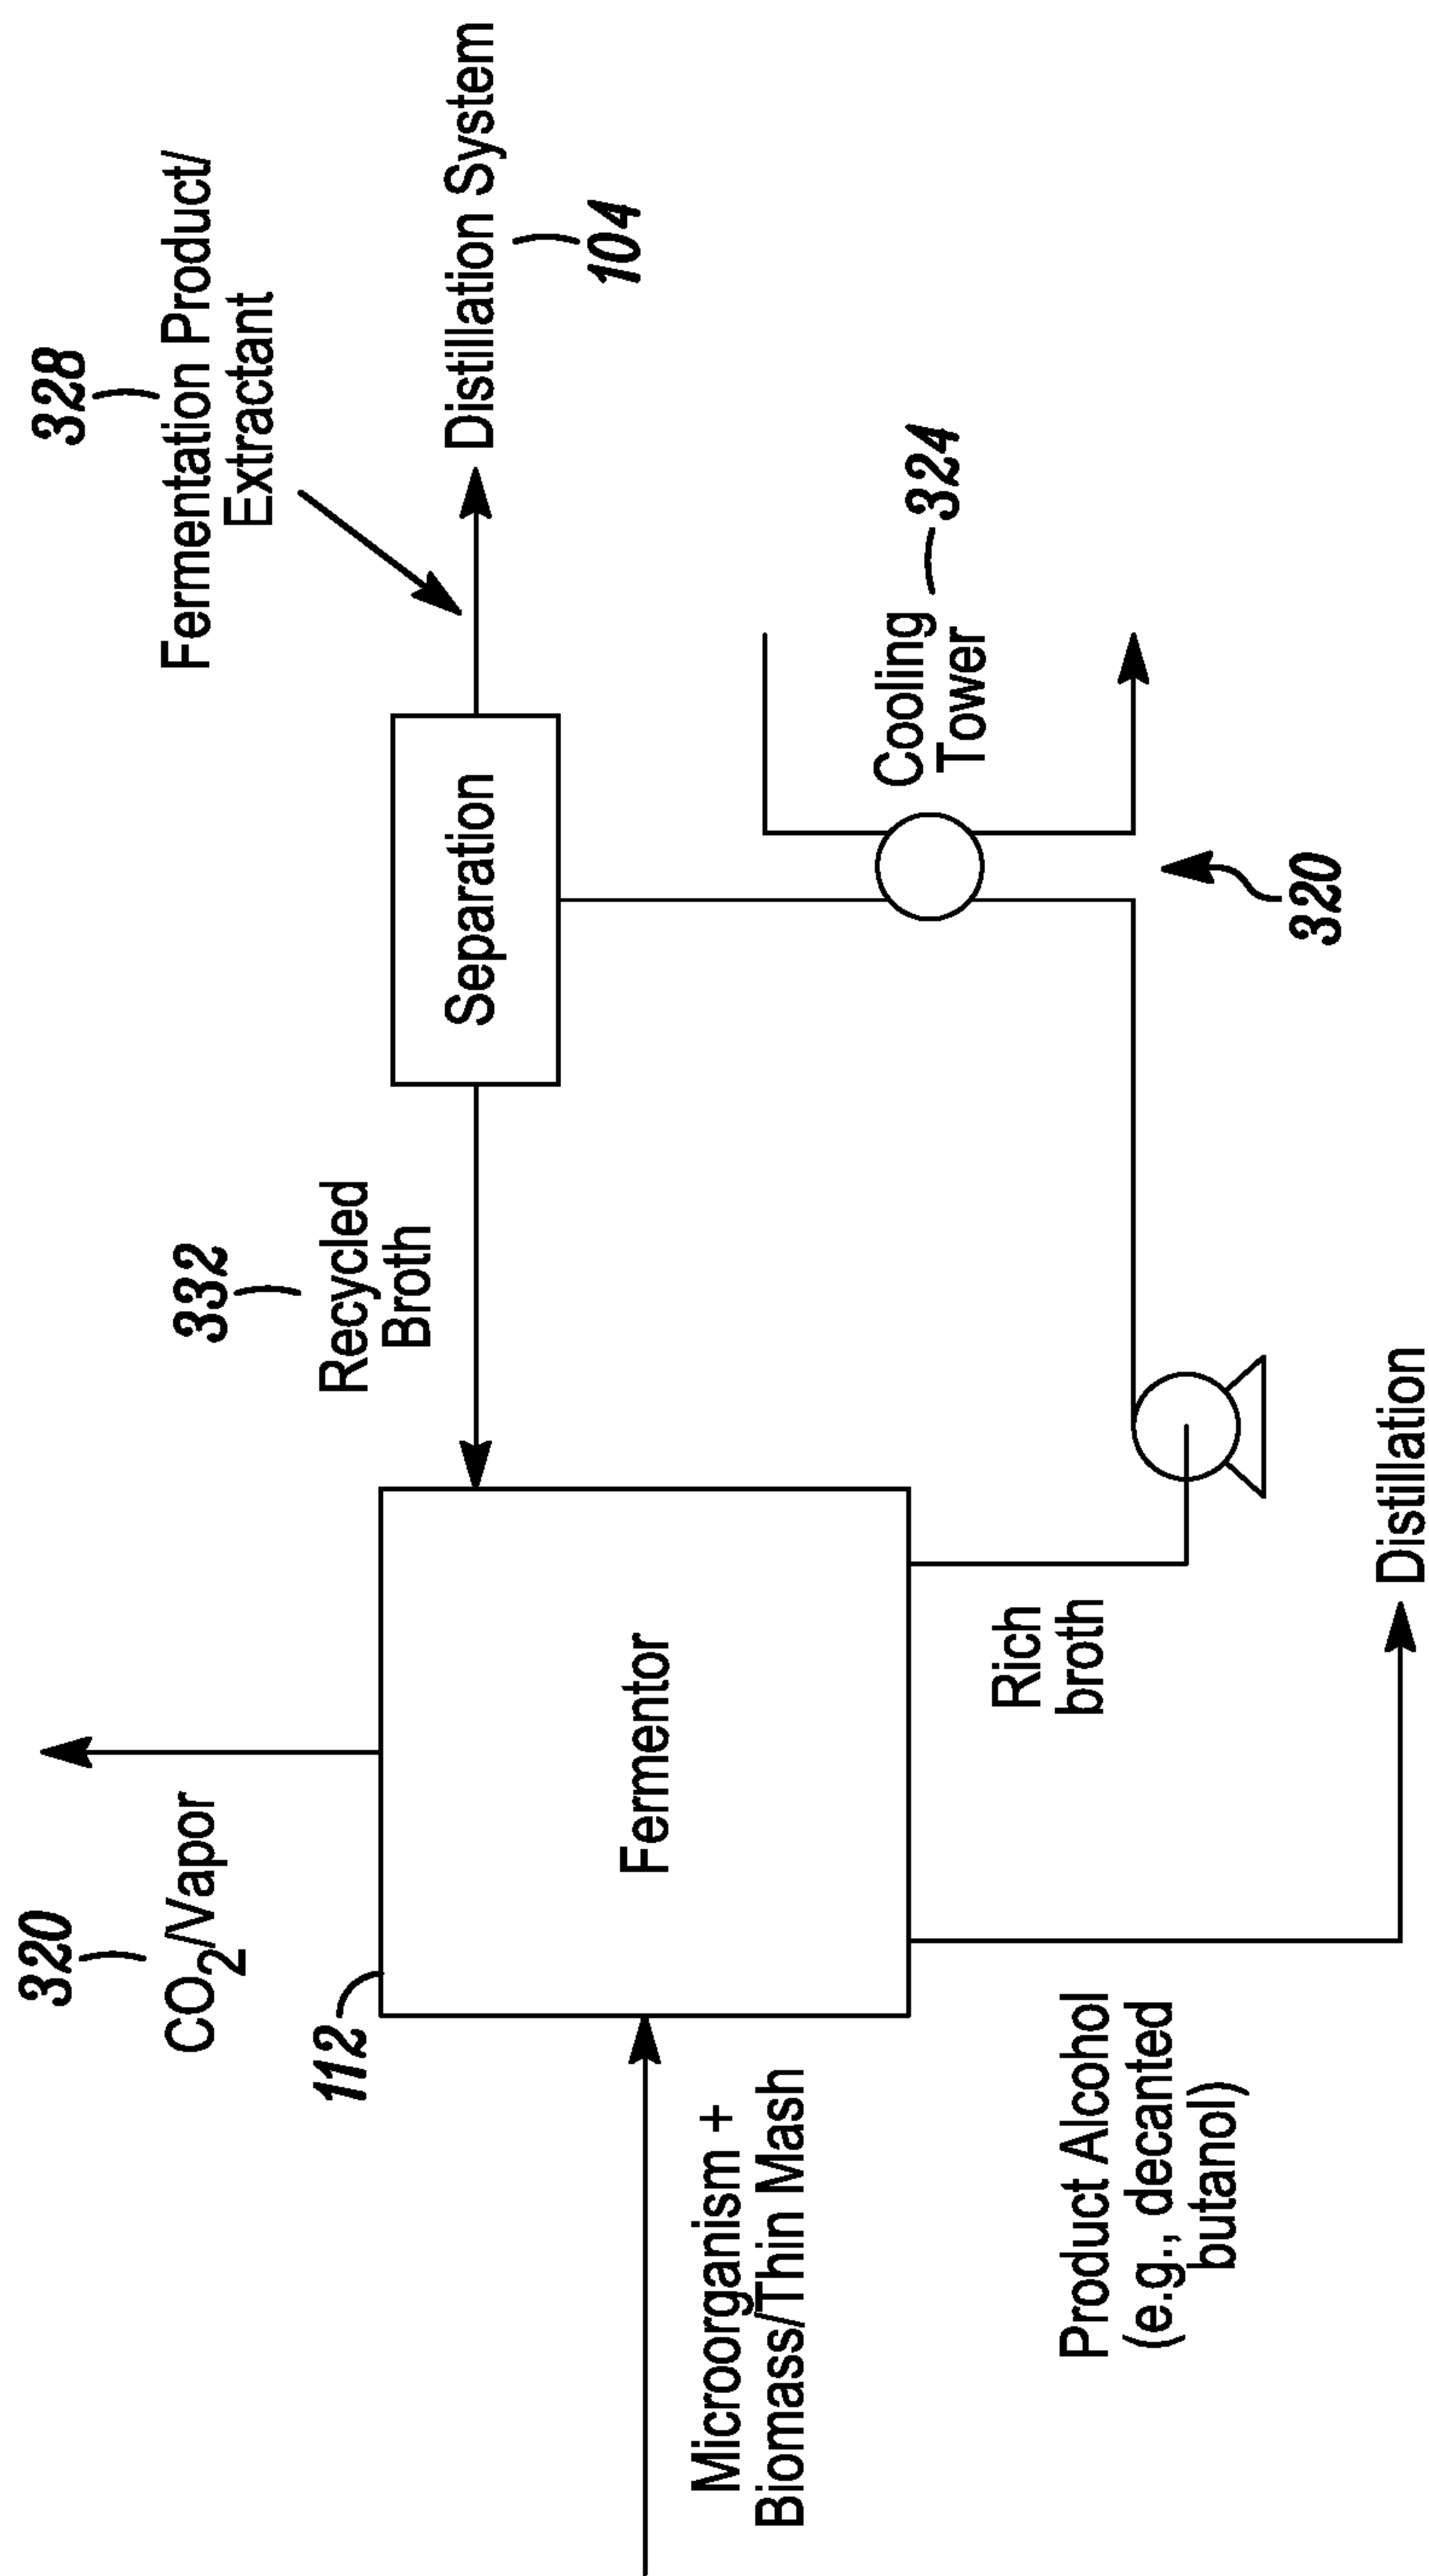 320
CO2/Vapor
112
Microorganism +
Biomass/Thin Mash
Fermentor
Product Alcohol
(e.g., decanted
butanol)
Distillation
Rich
broth
332
Recycled
Broth
Separation
328
Fermentation Product/
Extractant
Distillation System
104
Cooling
Tower
324
320